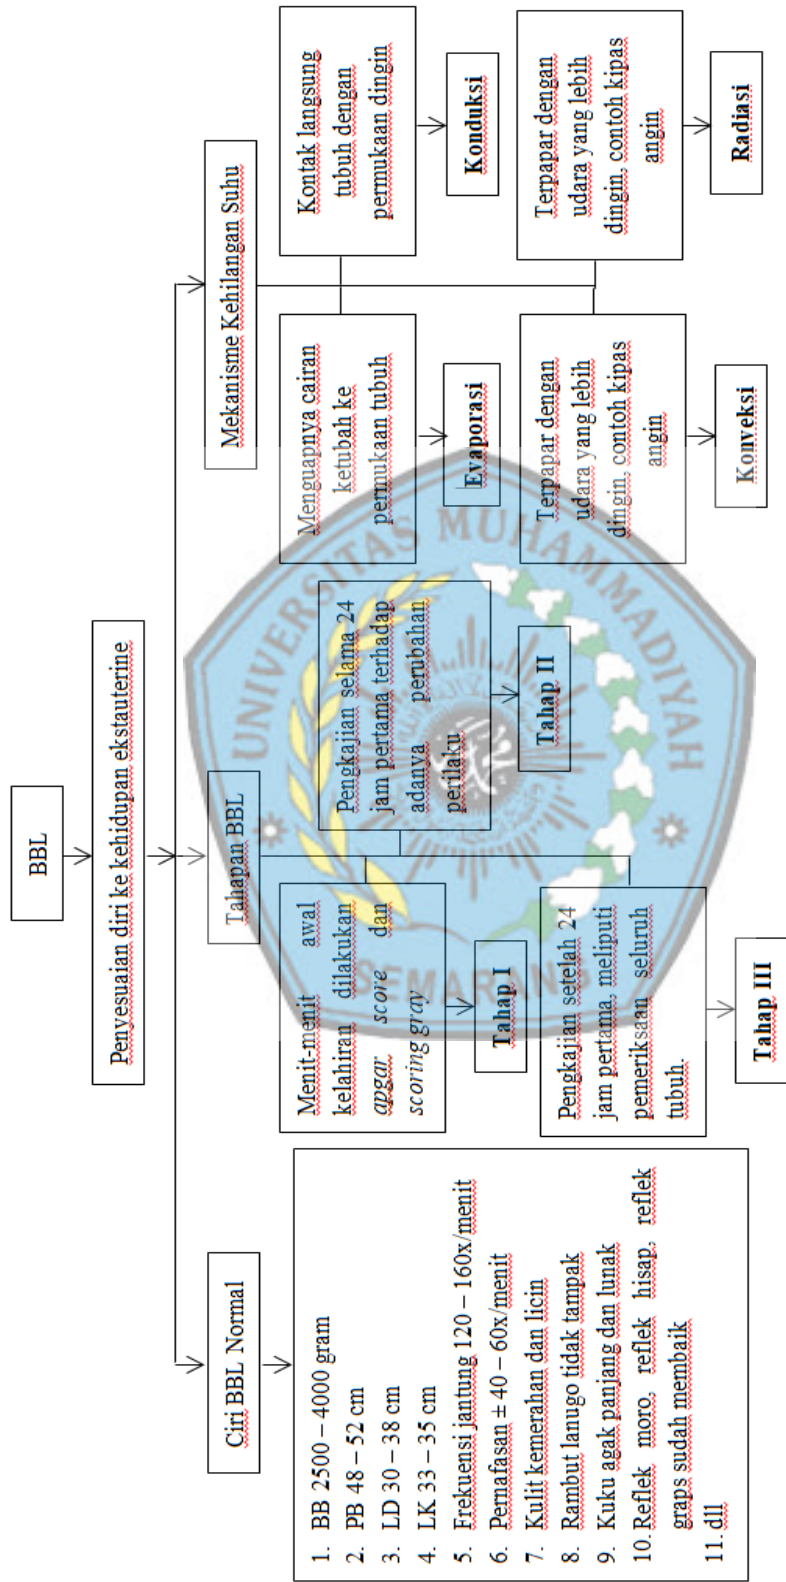 BBL
Penyesuaian diri ke kehidupan ekstauterine
Ciri BBL Normal
1. BB 2500 – 4000 gram
2. PB 48 – 52 cm
3. LD 30 – 38 cm
4. LK 33 – 35 cm
5. Frekuensi jantung 120 – 160x/menit
6. Pernafasan ± 40 – 60x/menit
7. Kulit kemerahan dan licin
8. Rambut lanugo tidak tampak
9. Kuku agak panjang dan lunak
10. Reflek moro, reflek hisap, reflek
graps sudah membaik
11. dll
Tahapan BBL
Menit-menit awal
kelahiran dilakukan
apgar score dan
scoring gray
Tahap I
Pengkajian selama 24
jam pertama terhadap
adanya perubahan
perilaku
Tahap II
Pengkajian setelah 24
jam pertama, meliputi
pemeriksaan seluruh
tubuh.
Tahap III
Mekanisme Kehilangan Suhu
Menguapnya cairan
ketubah ke
permukaan tubuh
Evaporasi
Kontak langsung
tubuh dengan
permukaan dingin
Konduksi
Terpapar dengan
udara yang lebih
dingin, contoh kipas
angin
Konveksi
Terpapar dengan
udara yang lebih
dingin, contoh kipas
angin
Radiasi
UNIVERSITAS MUHAMMADIYAH
SEMARANG